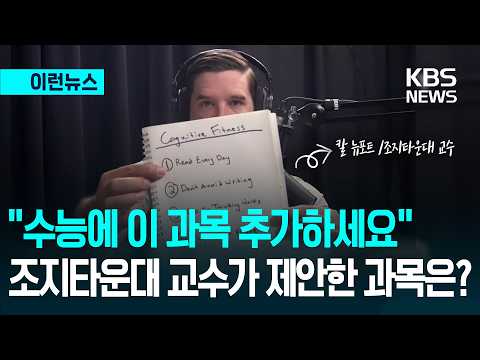 이런뉴스
KBS
NEWS
칼 뉴포트 / 조지타운대 교수
Cognitive Fitness
① Read Every Day
② Don't Avoid Writing
Thinking Walks
"수능에 이 과목 추가하세요"
조지타운대 교수가 제안한 과목은?